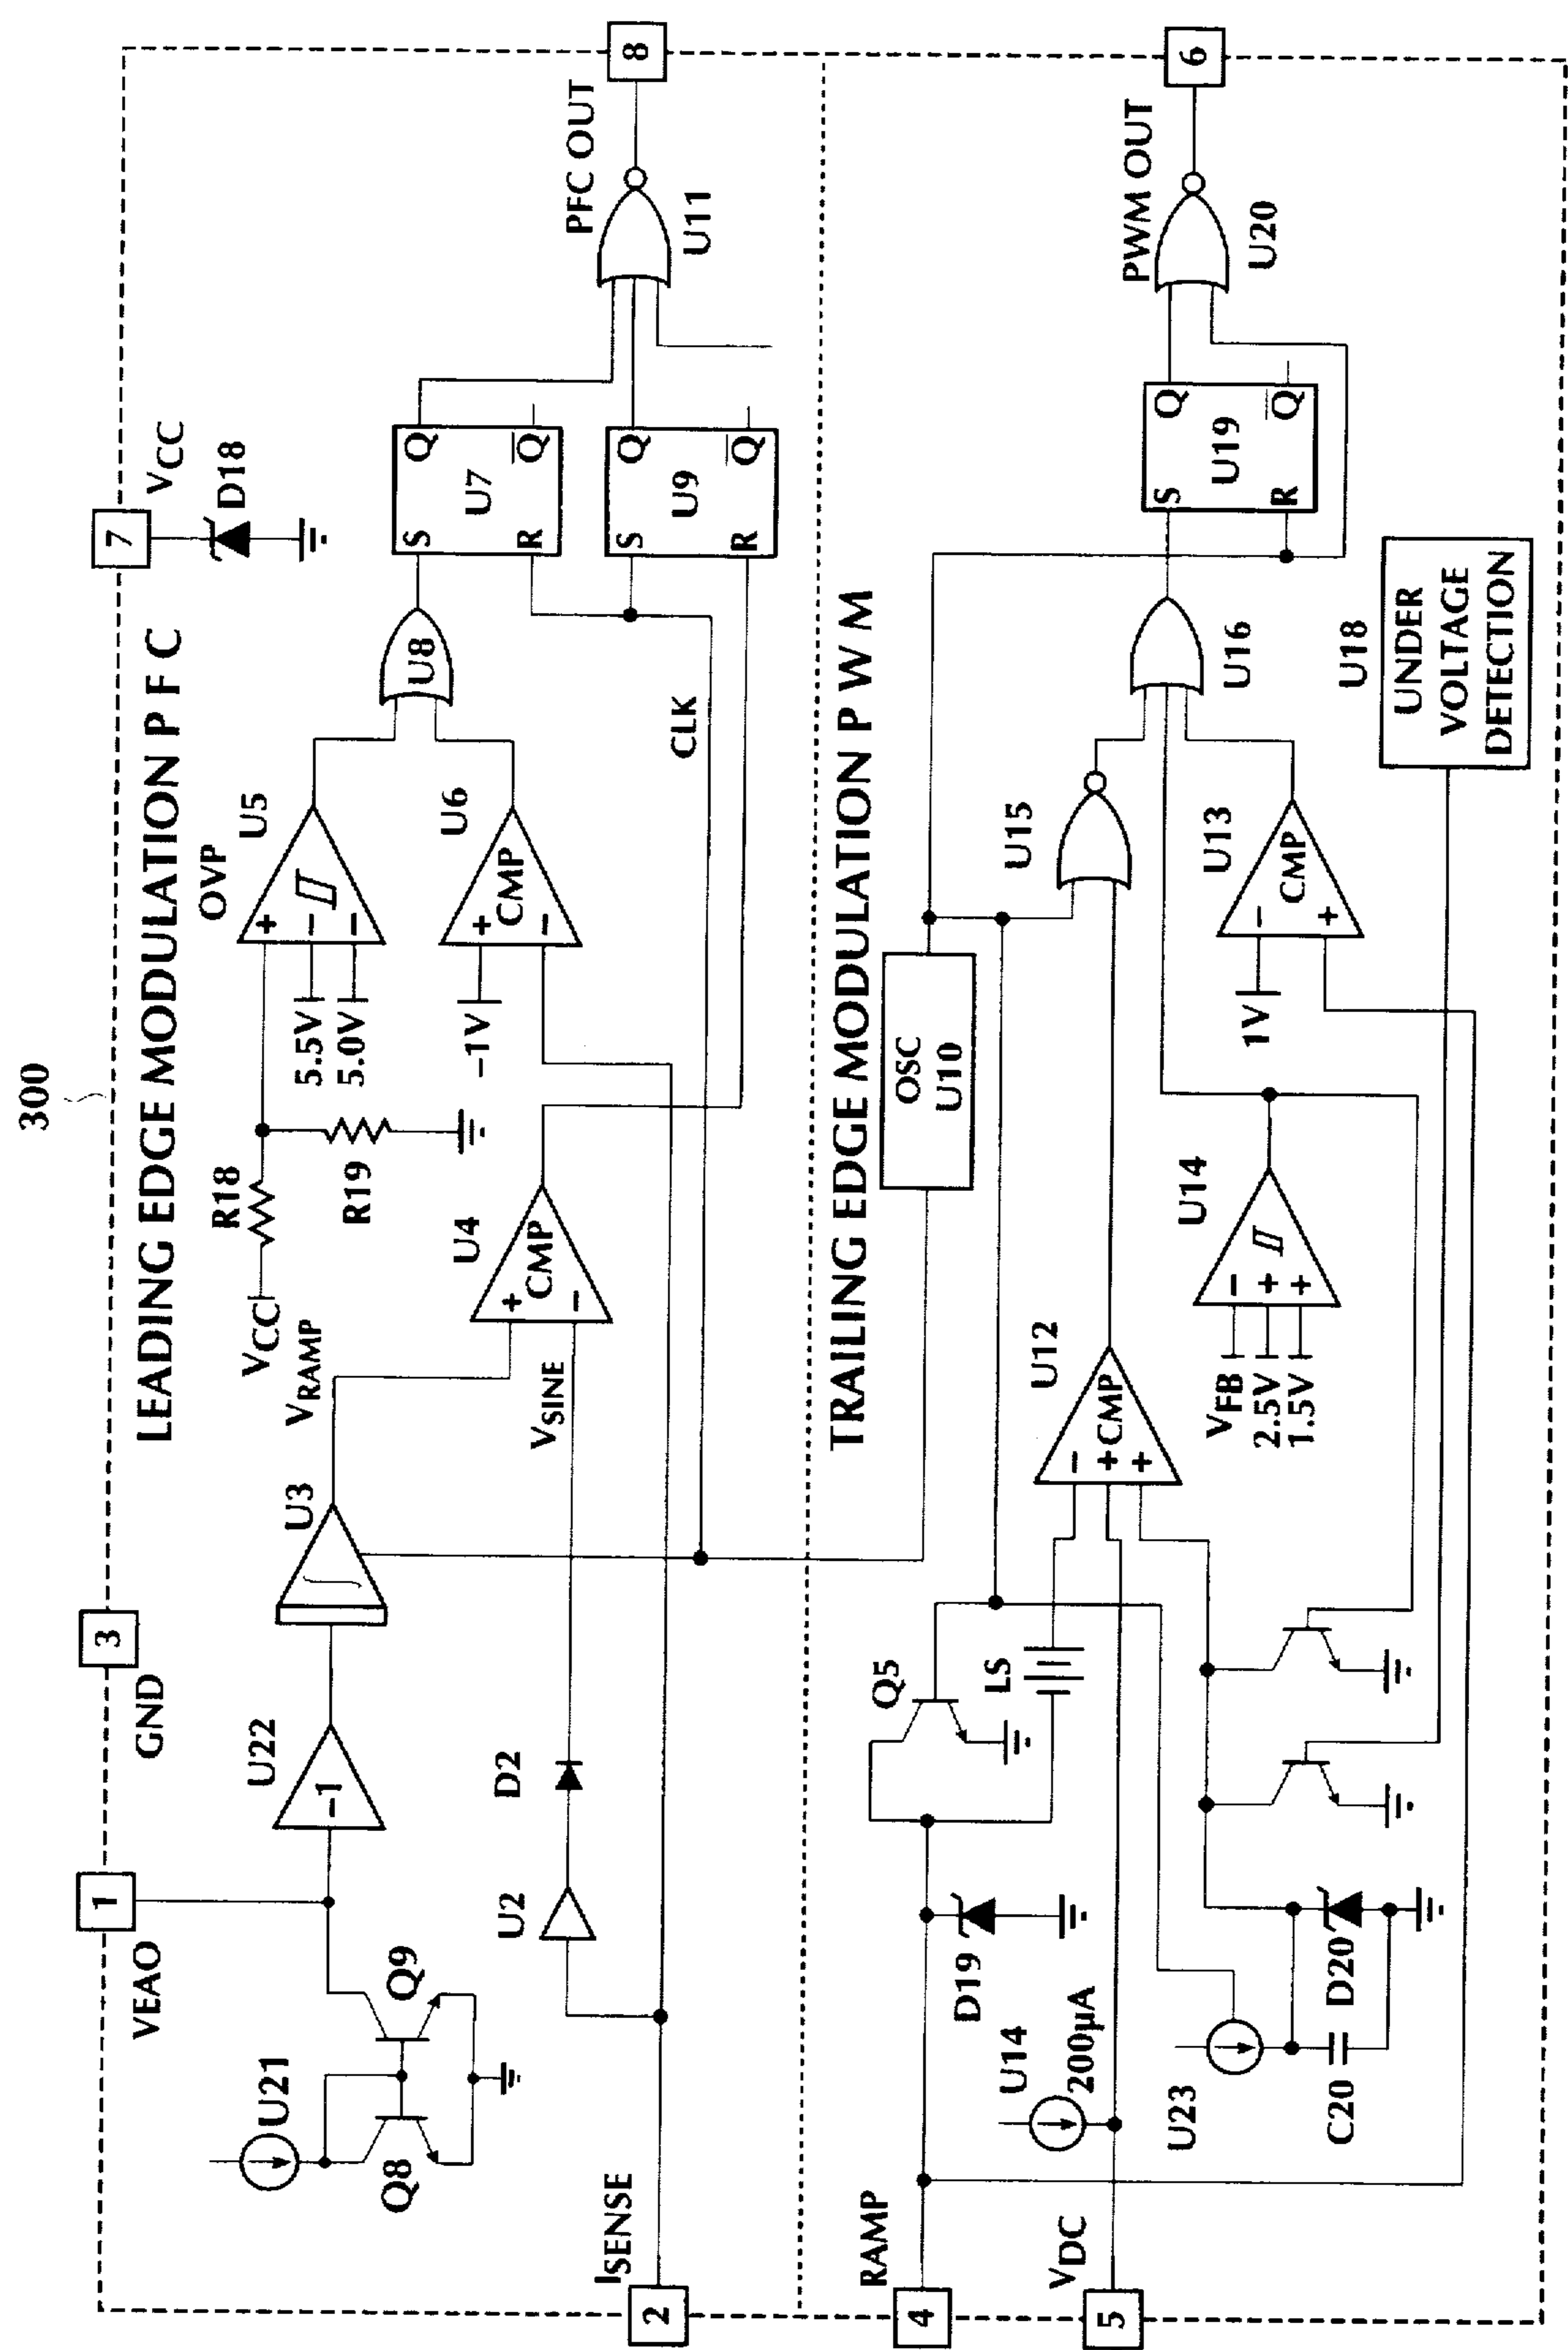 300
LEADING EDGE MODULATION P F C
1
VEAO
3
GND
7
VCC
D18
U21
Q8
Q9
U22
-1
U3
VRAMP
VCC
R18
R19
OVP
U5
+
-
-
5.5V
5.0V
U6
CMP
+
-
-1V
U4
CMP
+
-
VSINE
U2
D2
ISENSE
2
U8
S
Q
U7
R
Q
S
Q
U9
R
Q
CLK
PFC OUT
U11
8
TRAILING EDGE MODULATION P W M
OSC
U10
RAMP
4
VDC
5
D19
Q5
LS
U14
200µA
U23
C20
D20
U12
-
+
+
CMP
U14
-
+
+
VFB
2.5V
1.5V
U15
U13
CMP
-
+
1V
U16
U18
UNDER
VOLTAGE
DETECTION
S
Q
U19
R
Q
PWM OUT
U20
6